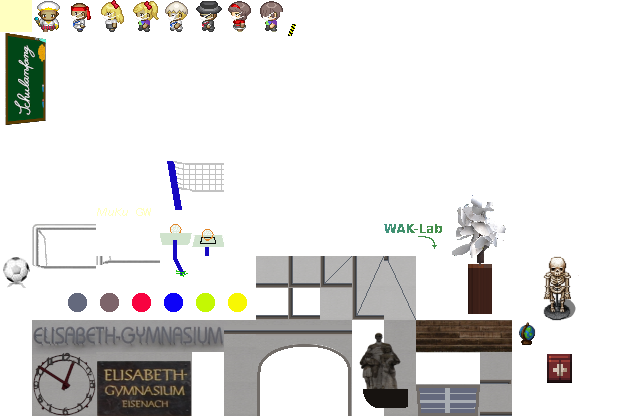 Schulanfang
WAK-Lab
ELISABETH-GYMNASIUM
ELISABETH-
GYMNASIUM
EISENACH